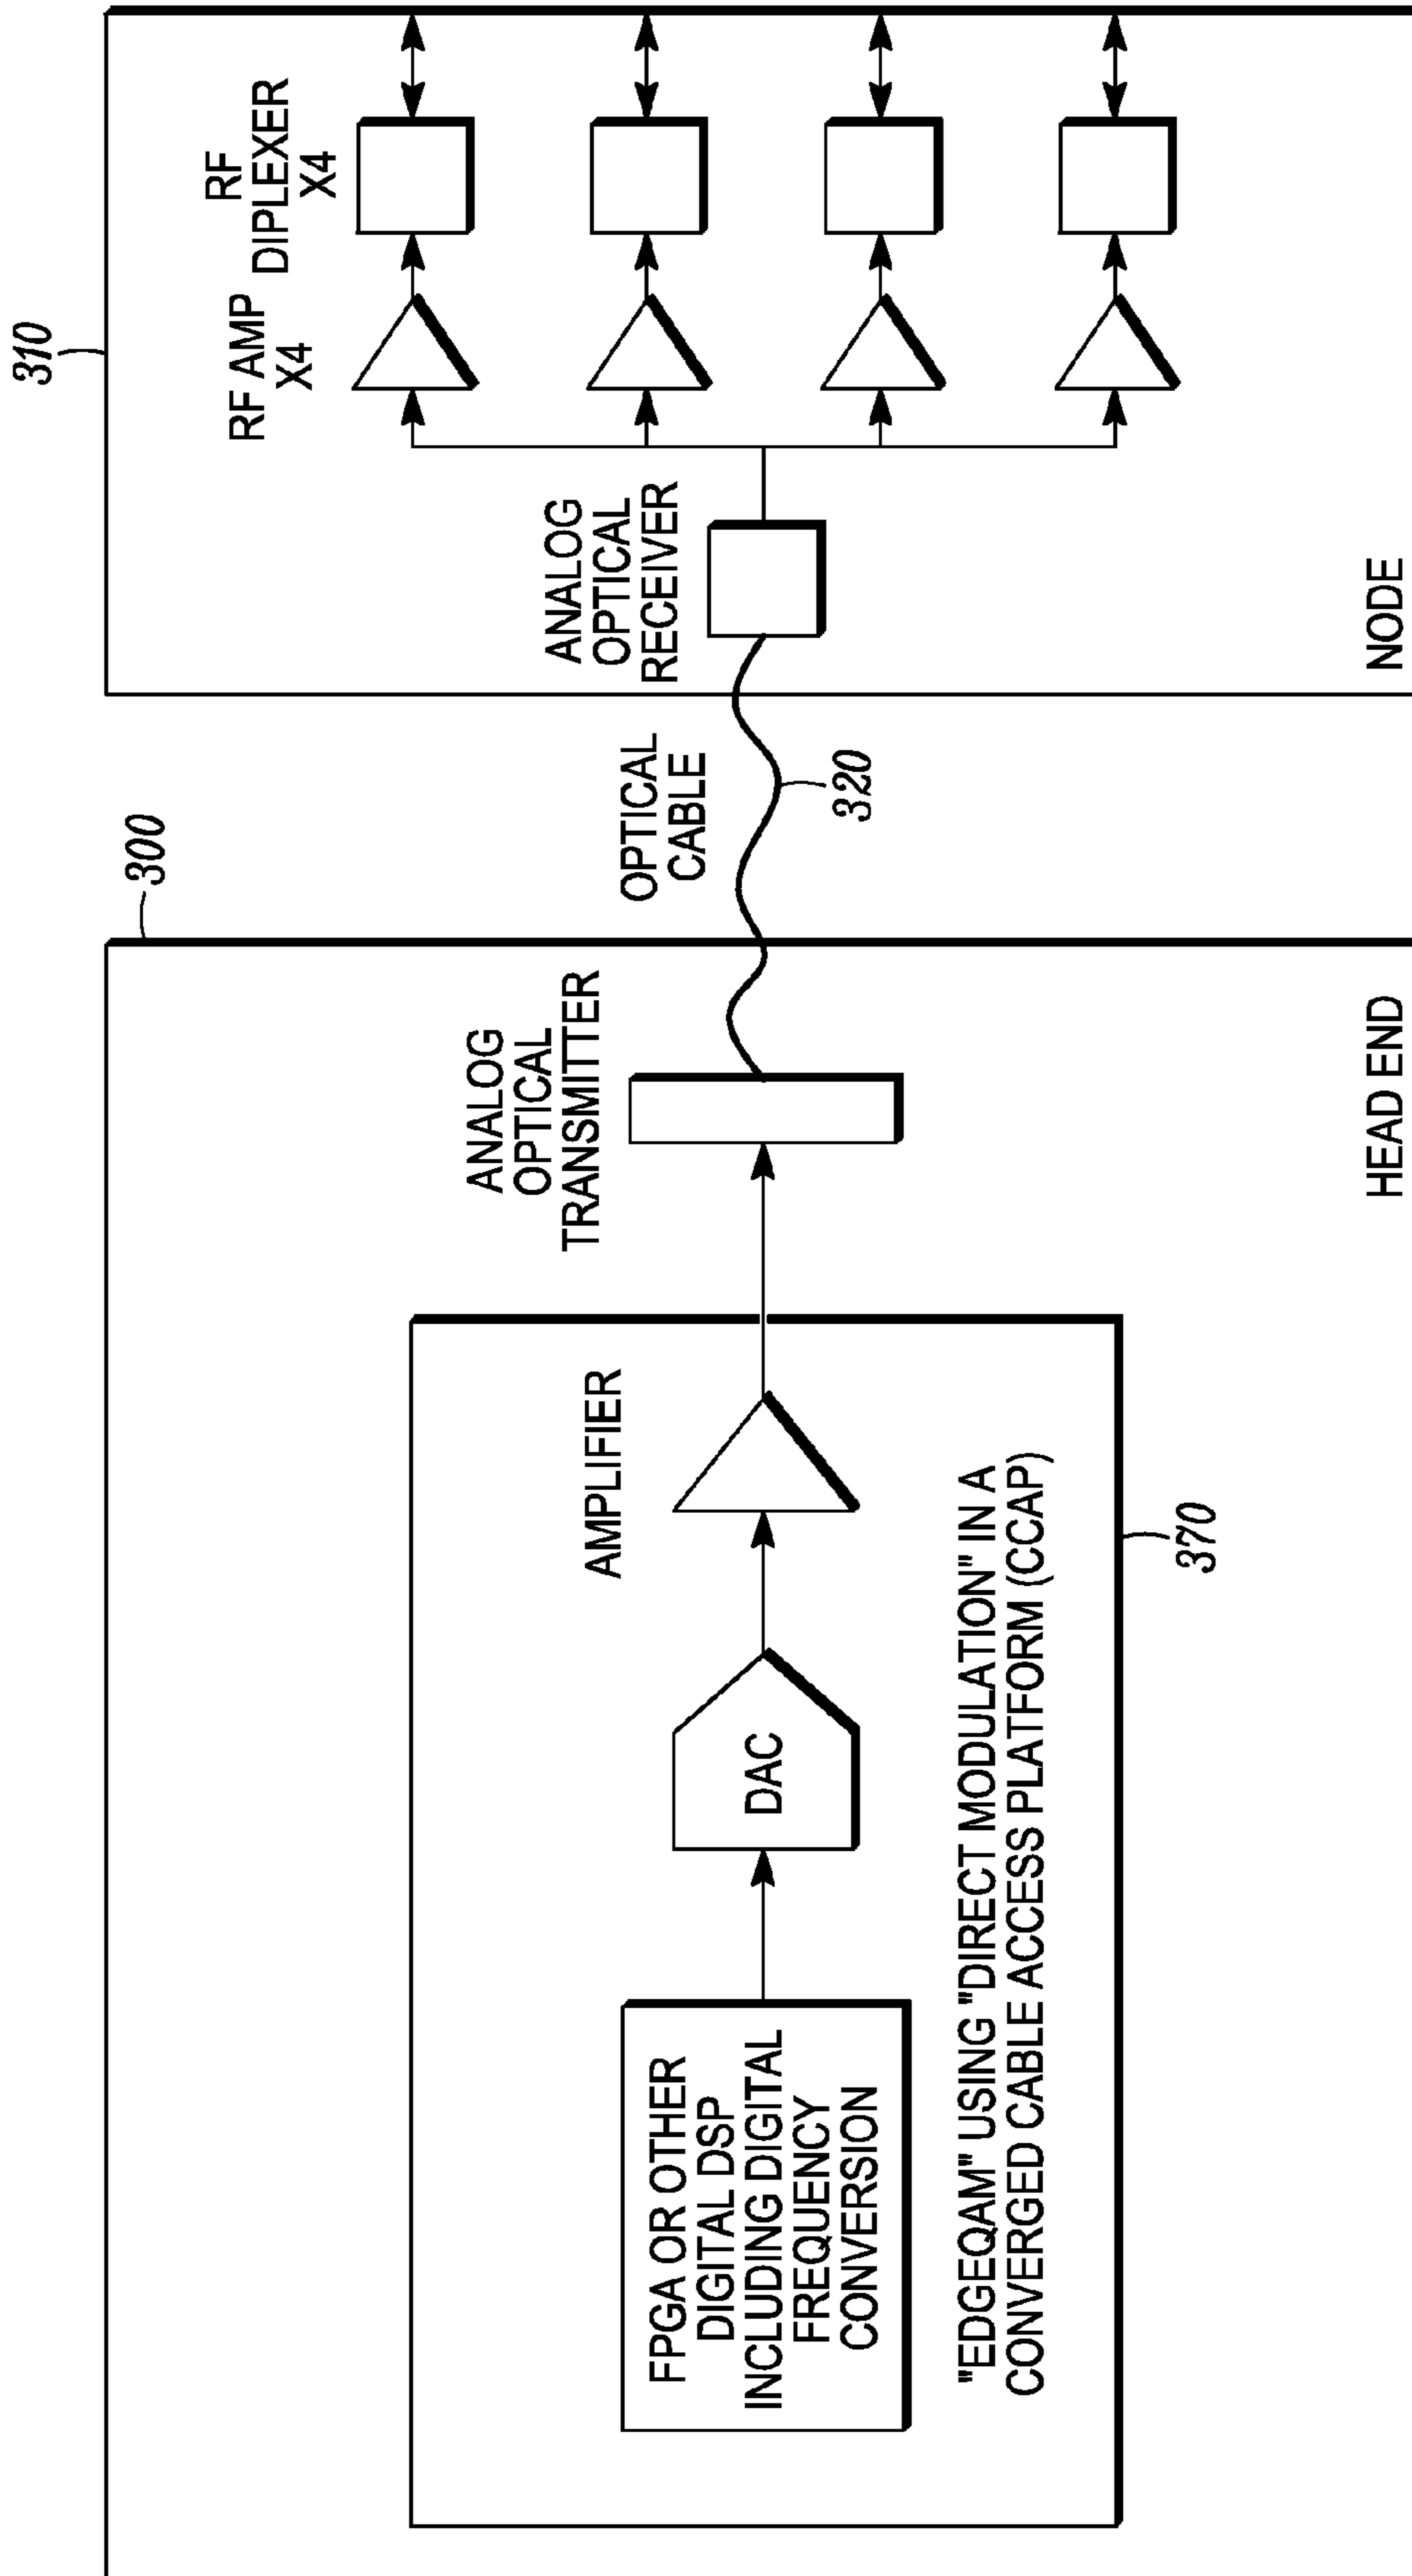 FPGA OR OTHER
DIGITAL DSP
INCLUDING DIGITAL
FREQUENCY
CONVERSION
DAC
AMPLIFIER
"EDGEQAM" USING "DIRECT MODULATION" IN A
CONVERGED CABLE ACCESS PLATFORM (CCAP)
370
ANALOG
OPTICAL
TRANSMITTER
HEAD END
300
OPTICAL
CABLE
320
ANALOG
OPTICAL
RECEIVER
RF AMP
X4
RF
DIPLEXER
X4
310
NODE